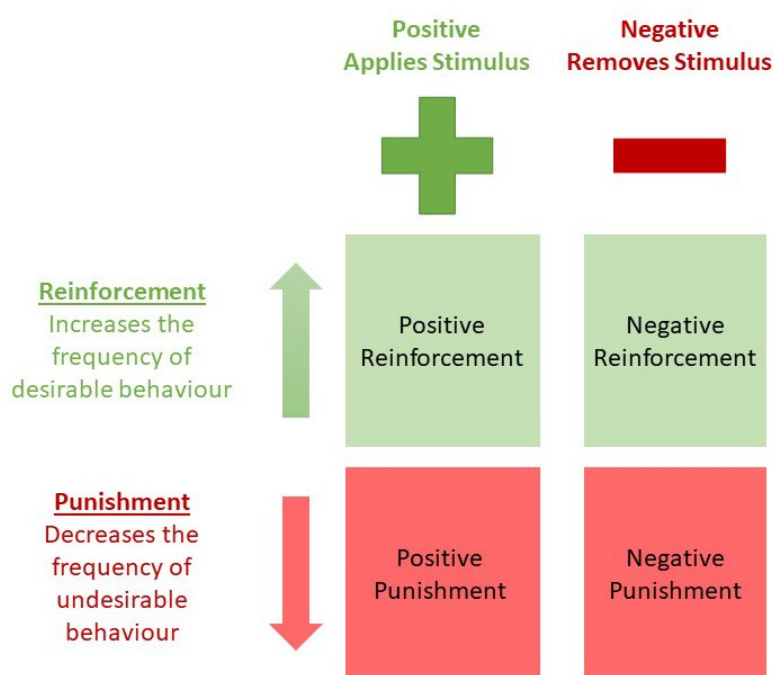 Positive
Applies Stimulus
Negative
Removes Stimulus
Reinforcement
Increases the
frequency of
desirable behaviour
Positive
Reinforcement
Negative
Reinforcement
Punishment
Decreases the
frequency of
undesirable
behaviour
Positive
Punishment
Negative
Punishment